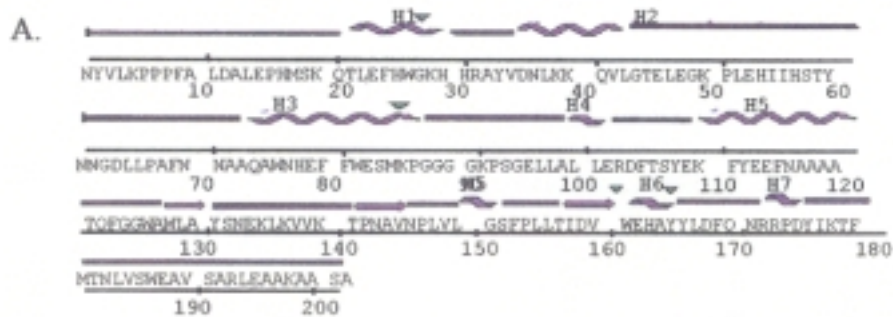 A.
H1 H2
NYVLKPPPFA LDALEPHMSK QTLEFHWGKH HRAYVDNLKK QVLGTELEGK PLEHIIHSTY
10 20 30 40 50 60
H3 H4 H5
NNGDLLPAFN NAAQAWNHEF FWESMKPGGG GKPSGELLAL LERDFTSYEK FYEEFNAAAA
70 80 90 100 110 120
H6 H7
TQFGGWAWLA YSNEKLKVVK TPNAVNPLVL GSFPLLTIDV WEHAYYLDFQ NRRPDYIKTF
130 140 150 160 170 180
MTNLVSWEAV SARLEAAKAA SA
190 200